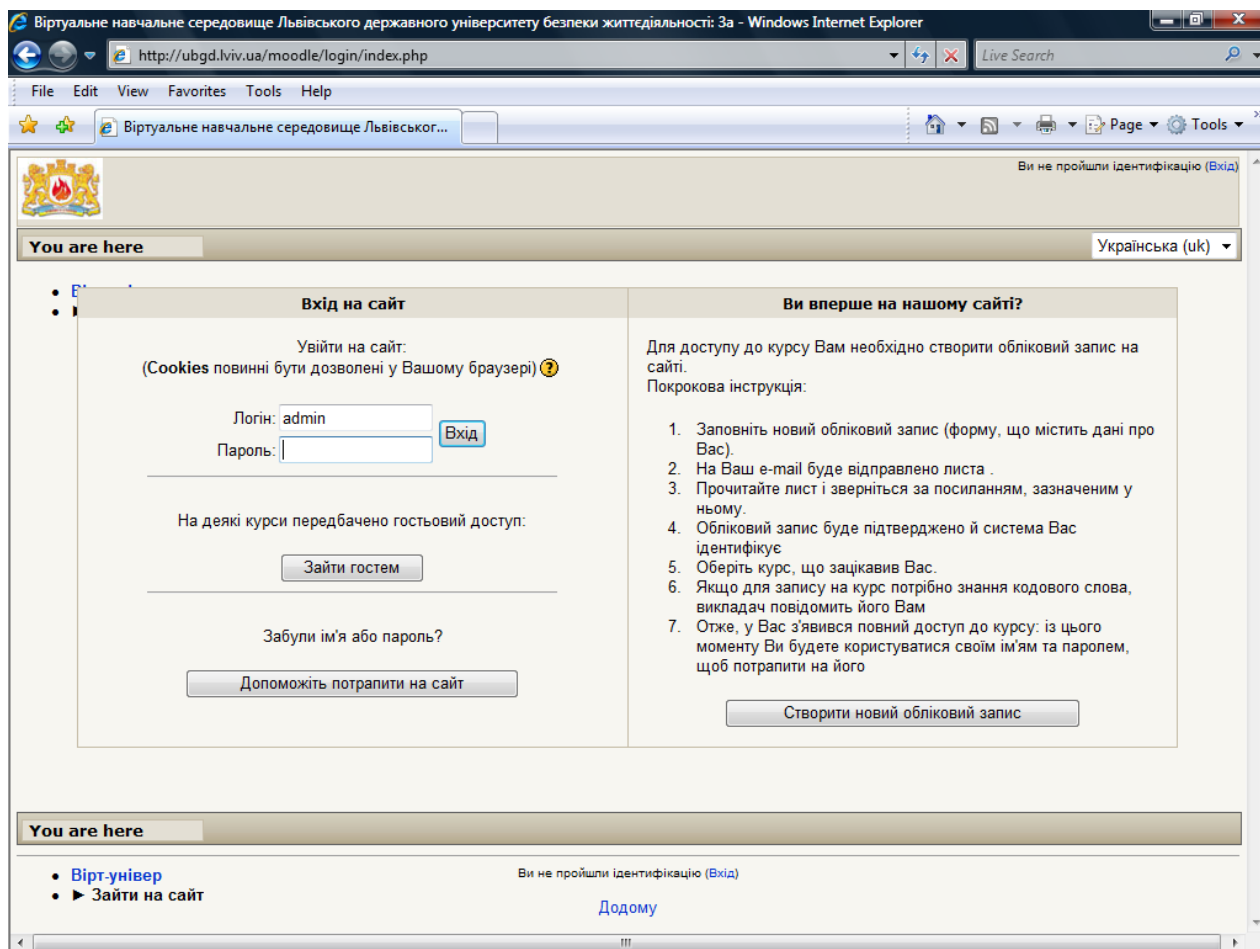 Віртуальне навчальне середовище Львівського державного університету безпеки життєдіяльності: За - Windows Internet Explorer
http://ubgd.lviv.ua/moodle/login/index.php
Live Search
File Edit View Favorites Tools Help
Віртуальне навчальне середовище Львівськог...
Page Tools
Ви не пройшли ідентифікацію (Вхід)
You are here
Українська (uk)
Вхід на сайт
Увійти на сайт:
(Cookies повинні бути дозволені у Вашому браузері)
Логін: admin
Пароль:
Вхід
На деякі курси передбачено гостьовий доступ:
Зайти гостем
Забули ім'я або пароль?
Допоможіть потрапити на сайт
Ви вперше на нашому сайті?
Для доступу до курсу Вам необхідно створити обліковий запис на
сайті.
Покрокова інструкція:
1. Заповніть новий обліковий запис (форму, що містить дані про
Вас).
2. На Ваш e-mail буде відправлено листа .
3. Прочитайте лист і зверніться за посиланням, зазначеним у
ньому.
4. Обліковий запис буде підтверджено й система Вас
ідентифікує
5. Оберіть курс, що зацікавив Вас.
6. Якщо для запису на курс потрібно знання кодового слова,
викладач повідомить його Вам
7. Отже, у Вас з'явився повний доступ до курсу: із цього
моменту Ви будете користуватися своїм ім'ям та паролем,
щоб потрапити на його
Створити новий обліковий запис
You are here
Вірт-універ
► Зайти на сайт
Ви не пройшли ідентифікацію (Вхід)
Додому